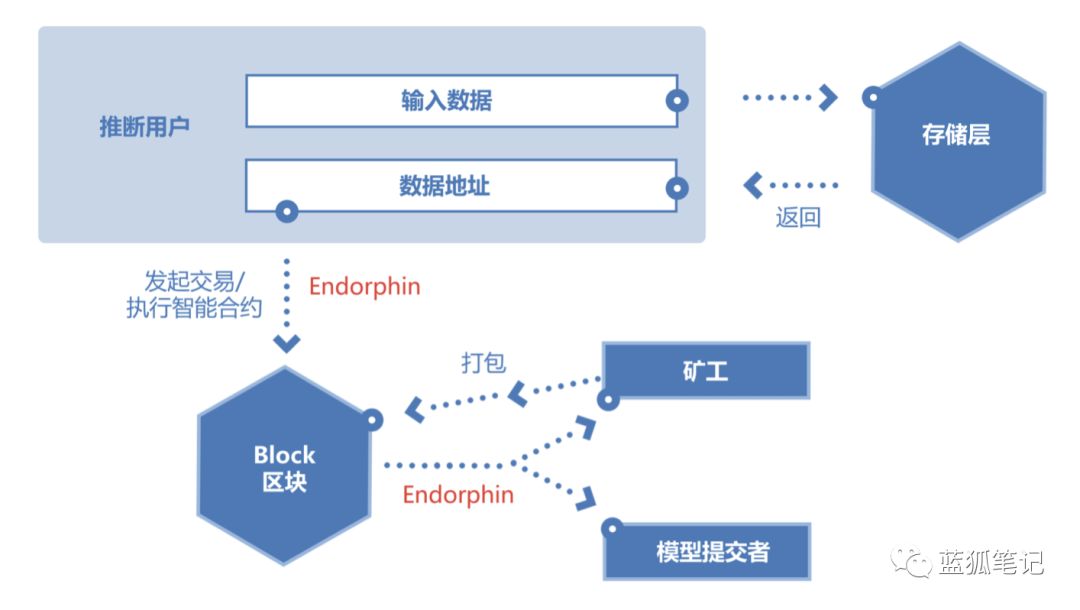 推断用户
输入数据
数据地址
存储层
返回
发起交易/
执行智能合约
Endorphin
打包
矿工
Block
区块
Endorphin
模型提交者
蓝狐笔记